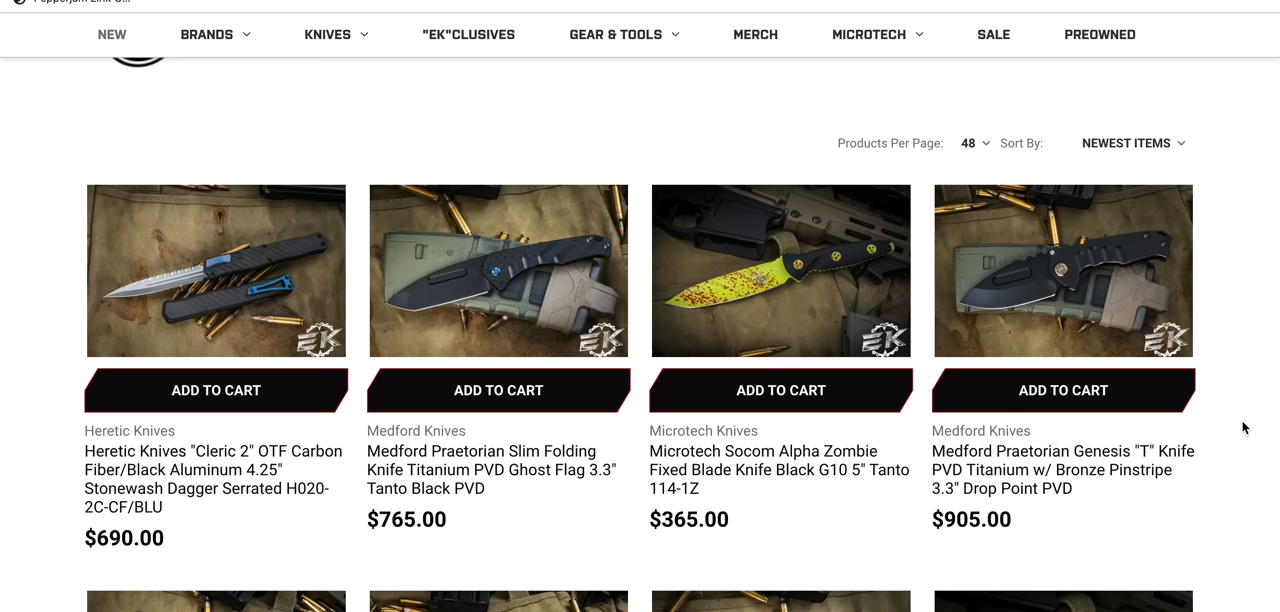 NEW BRANDS KNIVES "EK"CLUSIVES GEAR & TOOLS MERCH MICROTECH SALE PREOWNED
Products Per Page: 48 Sort By: NEWEST ITEMS
EK EK EK EK
ADD TO CART ADD TO CART ADD TO CART ADD TO CART
Heretic Knives
Heretic Knives "Cleric 2" OTF Carbon
Fiber/Black Aluminum 4.25"
Stonewash Dagger Serrated H020-
2C-CF/BLU
$690.00
Medford Knives
Medford Praetorian Slim Folding
Knife Titanium PVD Ghost Flag 3.3"
Tanto Black PVD
$765.00
Microtech Knives
Microtech Socom Alpha Zombie
Fixed Blade Knife Black G10 5" Tanto
114-1Z
$365.00
Medford Knives
Medford Praetorian Genesis "T" Knife
PVD Titanium w/ Bronze Pinstripe
3.3" Drop Point PVD
$905.00